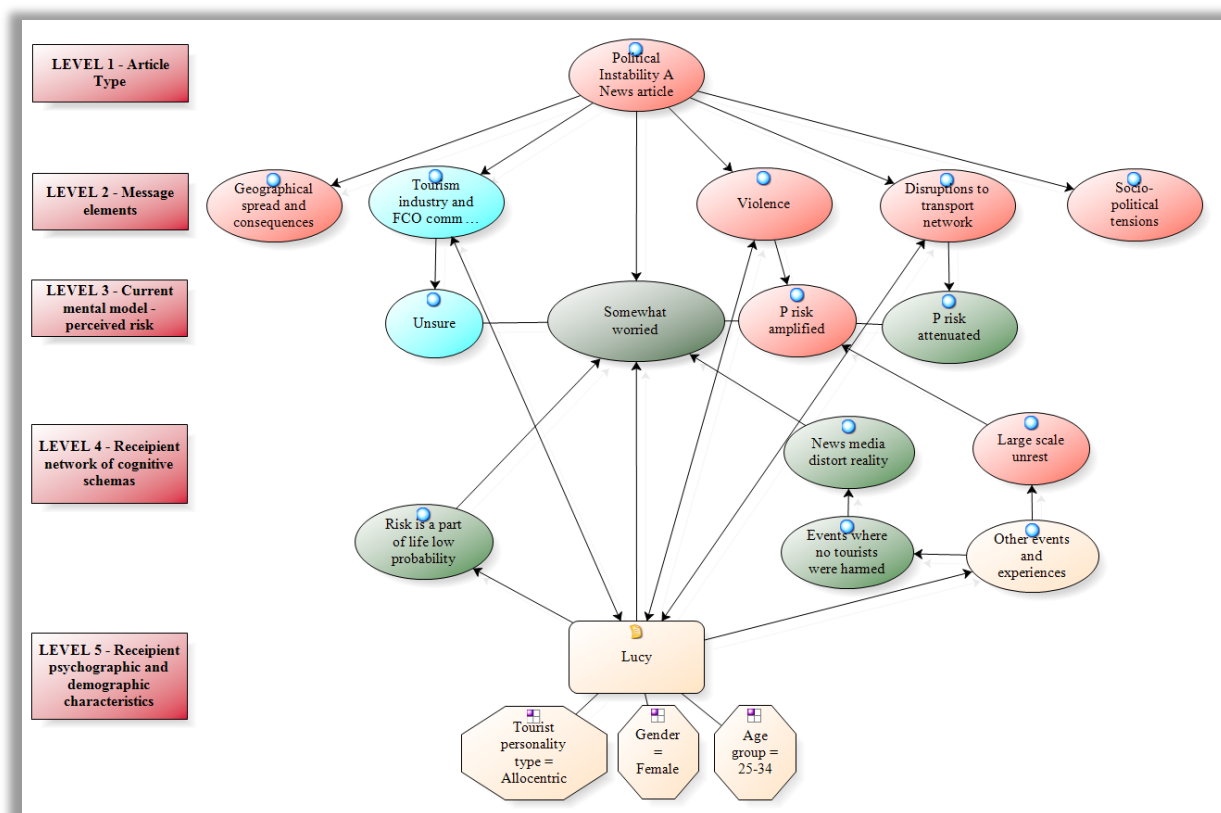 LEVEL 1 - Article
Type
Political
Instability A
News article
LEVEL 2 - Message
elements
Geographical
spread and
consequences
Tourism
industry and
FCO comm ...
Violence
Disruptions to
transport
network
Socio-
political
tensions
LEVEL 3 - Current
mental model -
perceived risk
Unsure
Somewhat
worried
P risk
amplified
P risk
attenuated
LEVEL 4 - Receipient
network of cognitive
schemas
News media
distort reality
Large scale
unrest
Risk is a part
of life low
probability
Events where
no tourists
were harmed
Other events
and
experiences
LEVEL 5 - Receipient
psychographic and
demographic
characteristics
Lucy
Tourist
personality
type =
Allocentric
Gender
=
Female
Age
group =
25-34